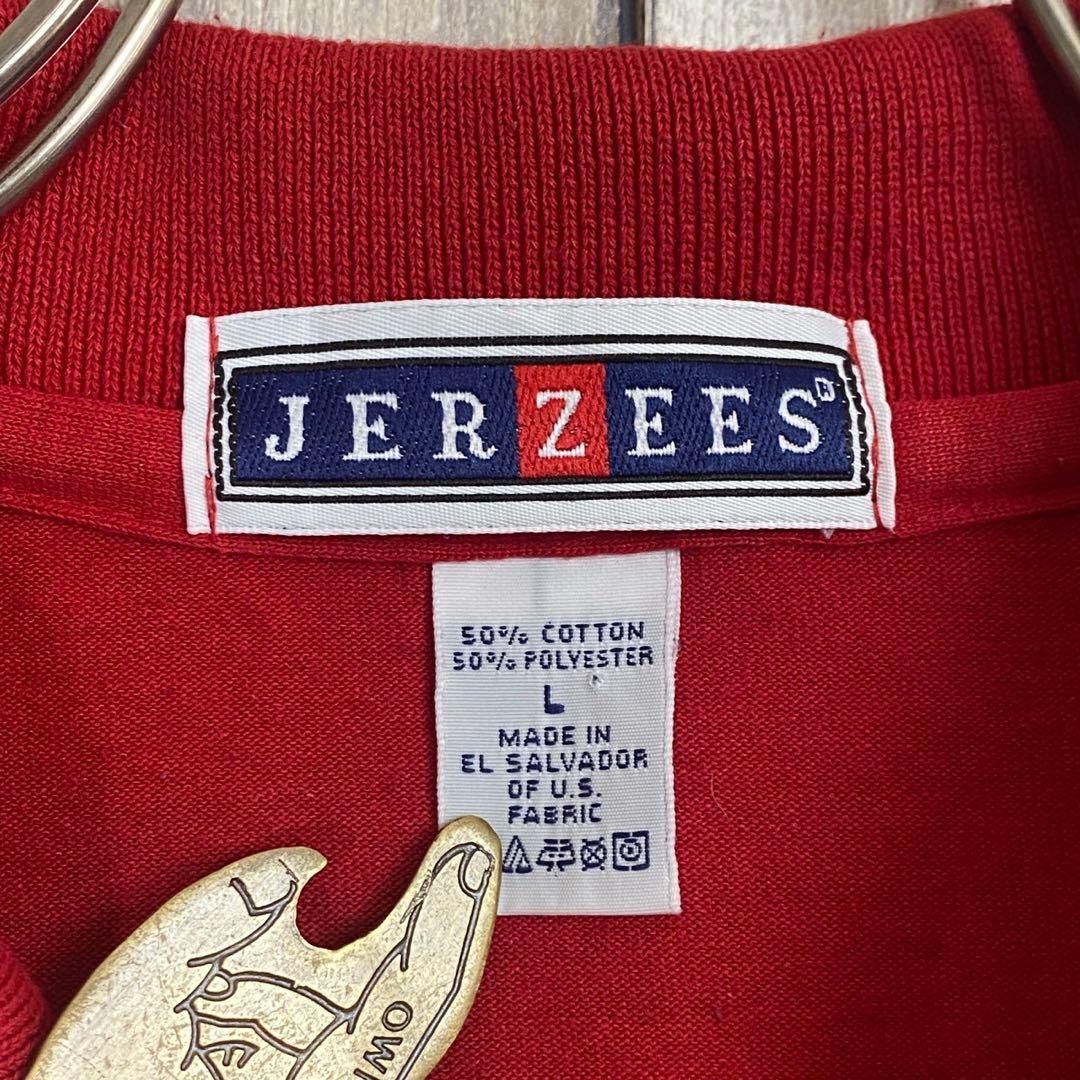 JERZEES®
50% COTTON
50% POLYESTER
L
MADE IN
EL SALVADOR
OF U.S.
FABRIC